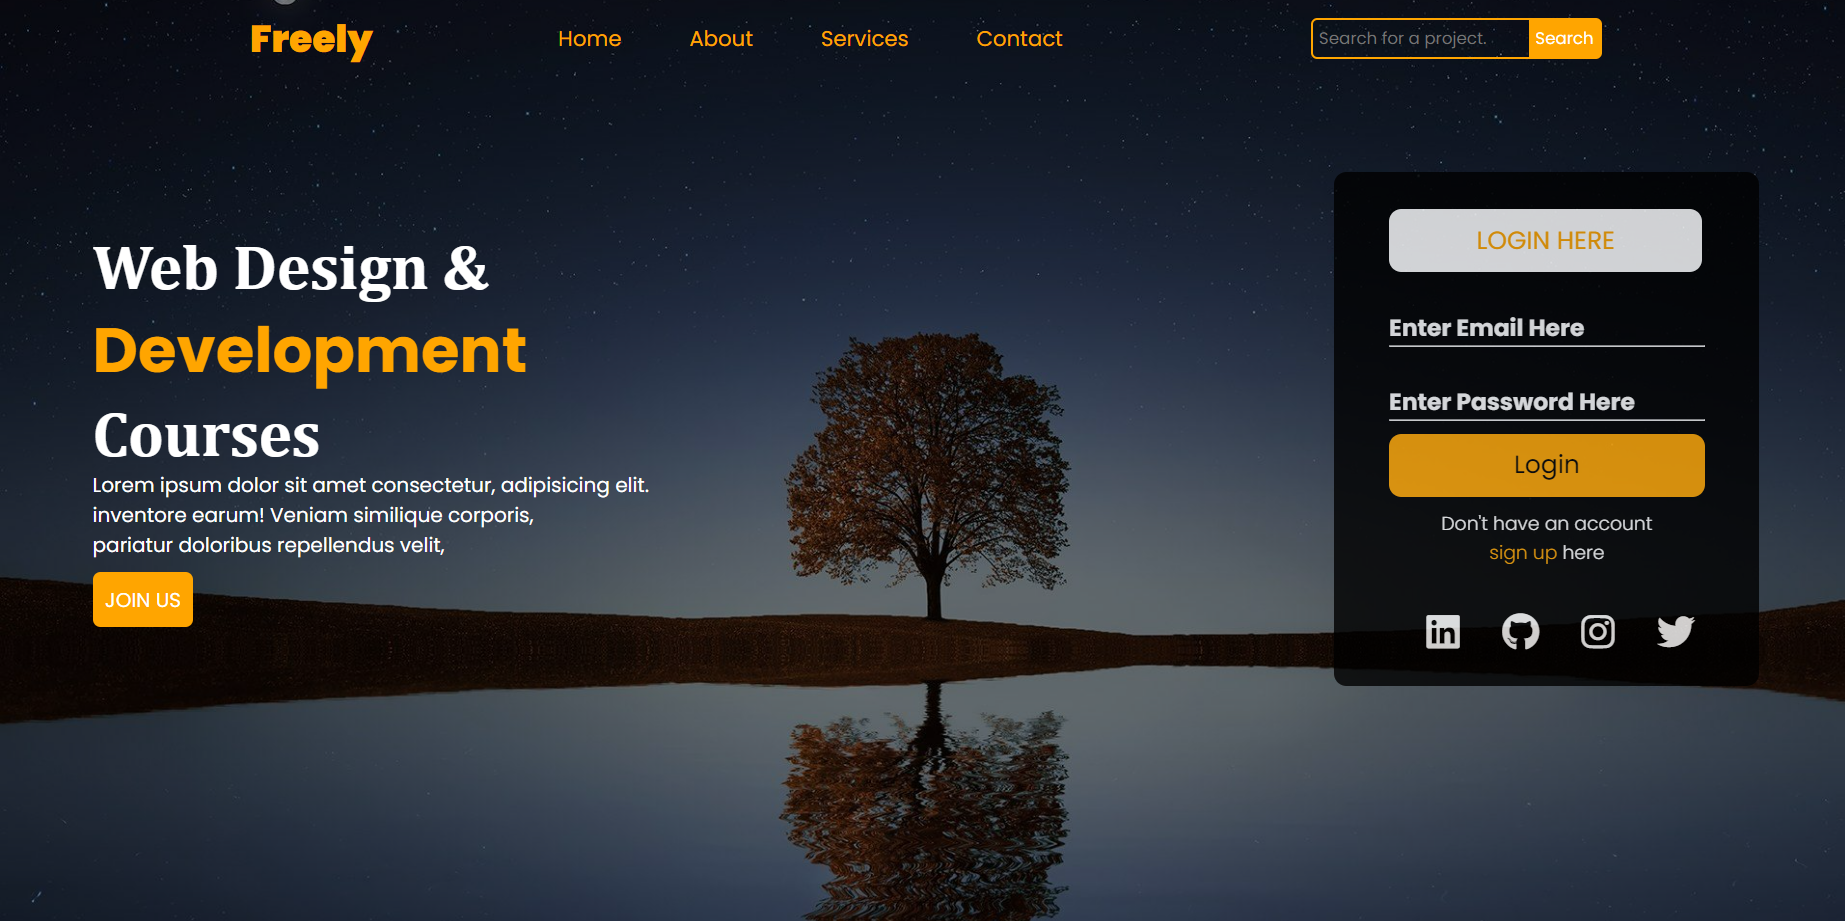 Freely
Home
About
Services
Contact
Search for a project.
Search
Web Design &
Development
Courses
Lorem ipsum dolor sit amet consectetur, adipisicing elit.
inventore earum! Veniam similique corporis,
pariatur doloribus repellendus velit,
JOIN US
LOGIN HERE
Enter Email Here
Enter Password Here
Login
Don't have an account
sign up here
in